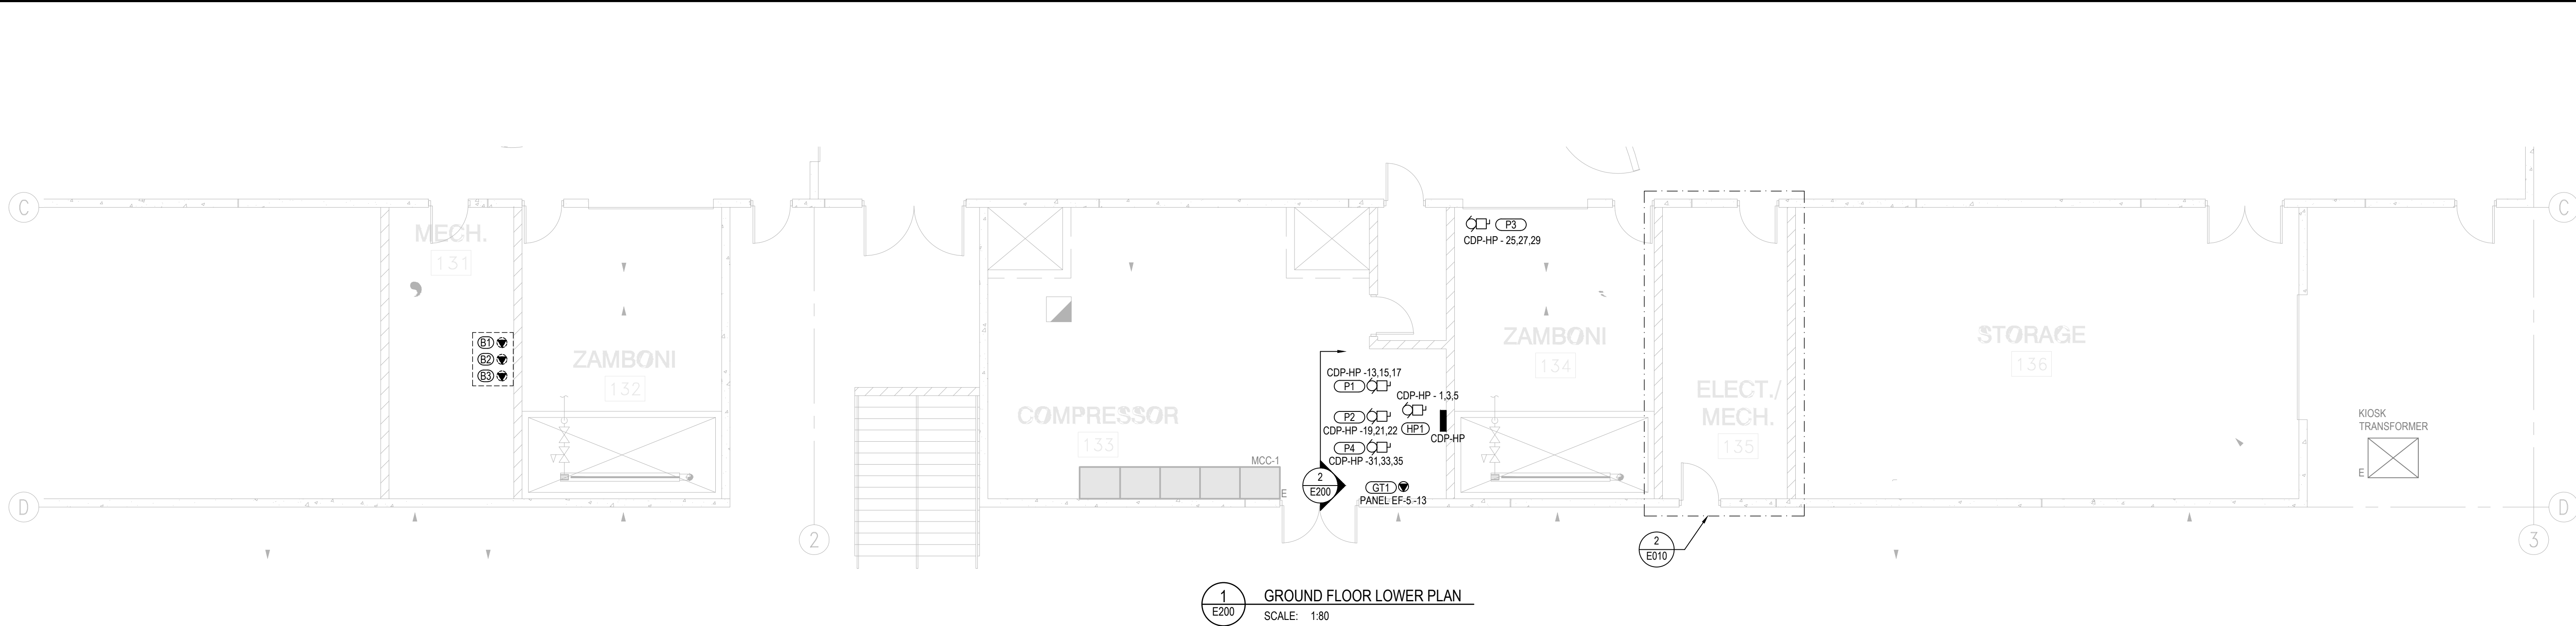 C
C
MECH.
131
P3
CDP-HP - 25,27,29
B1
B2
B3
ZAMBONI
132
ZAMBONI
134
STORAGE
136
CDP-HP -13,15,17
P1
CDP-HP - 1,3,5
P2
CDP-HP -19,21,22
HP1
CDP-HP
P4
CDP-HP -31,33,35
COMPRESSOR
133
ELECT./
MECH.
135
KIOSK
TRANSFORMER
E
MCC-1
E
2
E200
GT1
PANEL EF-5 -13
D
D
2
3
2
E010
1
E200
GROUND FLOOR LOWER PLAN
SCALE: 1:80